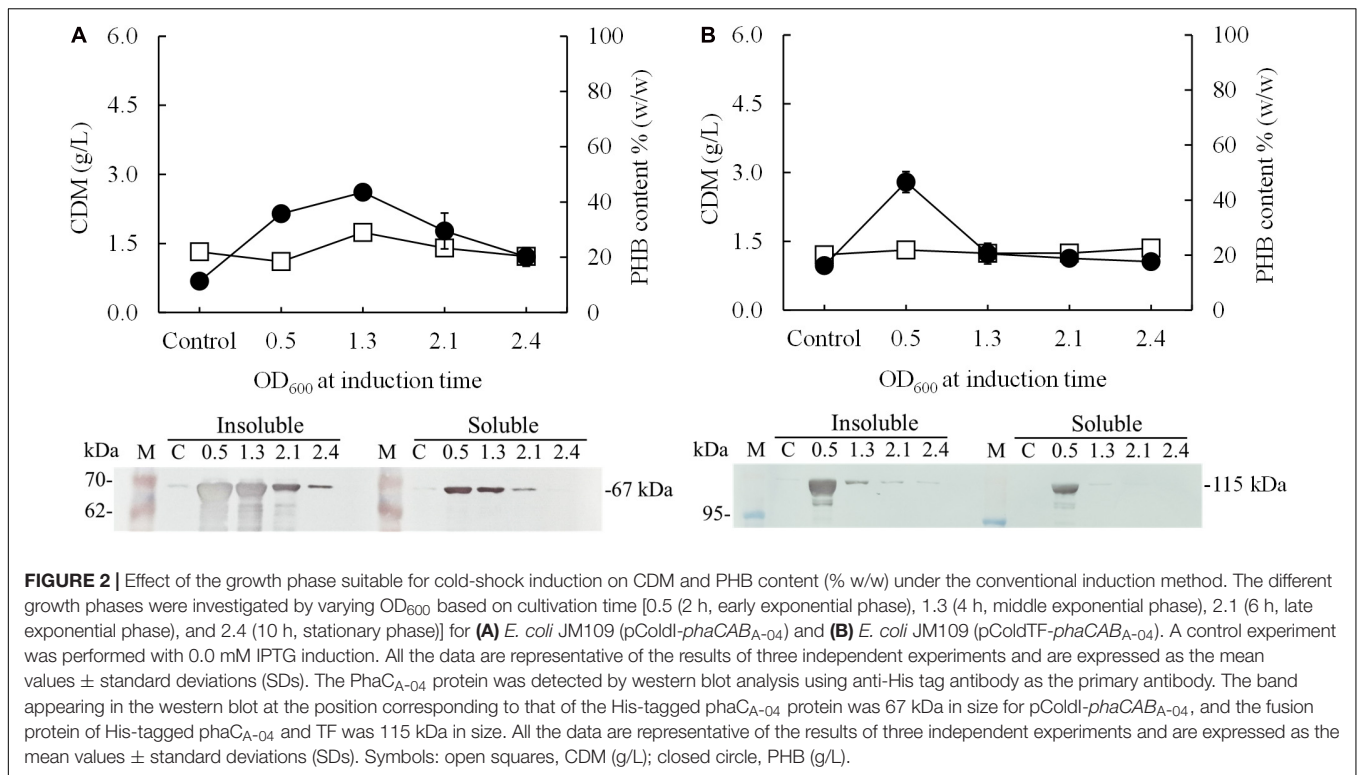 A
6.0
4.5
3.0
1.5
0.0
CDM (g/L)
100
80
60
40
20
0
PHB content % (w/w)
Control 0.5 1.3 2.1 2.4
OD600 at induction time
Insoluble Soluble
kDa M C 0.5 1.3 2.1 2.4 M C 0.5 1.3 2.1 2.4
70-
62-
-67 kDa
B
6.0
4.5
3.0
1.5
0.0
CDM (g/L)
100
80
60
40
20
0
PHB content % (w/w)
Control 0.5 1.3 2.1 2.4
OD600 at induction time
Insoluble Soluble
kDa M C 0.5 1.3 2.1 2.4 M C 0.5 1.3 2.1 2.4
95-
-115 kDa
FIGURE 2 | Effect of the growth phase suitable for cold-shock induction on CDM and PHB content (% w/w) under the conventional induction method. The different
growth phases were investigated by varying OD600 based on cultivation time [0.5 (2 h, early exponential phase), 1.3 (4 h, middle exponential phase), 2.1 (6 h, late
exponential phase), and 2.4 (10 h, stationary phase)] for (A) E. coli JM109 (pColdI-phaCABA-04) and (B) E. coli JM109 (pColdTF-phaCABA-04). A control experiment
was performed with 0.0 mM IPTG induction. All the data are representative of the results of three independent experiments and are expressed as the mean
values ± standard deviations (SDs). The PhaCA-04 protein was detected by western blot analysis using anti-His tag antibody as the primary antibody. The band
appearing in the western blot at the position corresponding to that of the His-tagged phaCA-04 protein was 67 kDa in size for pColdI-phaCABA-04, and the fusion
protein of His-tagged phaCA-04 and TF was 115 kDa in size. All the data are representative of the results of three independent experiments and are expressed as the
mean values ± standard deviations (SDs). Symbols: open squares, CDM (g/L); closed circle, PHB (g/L).